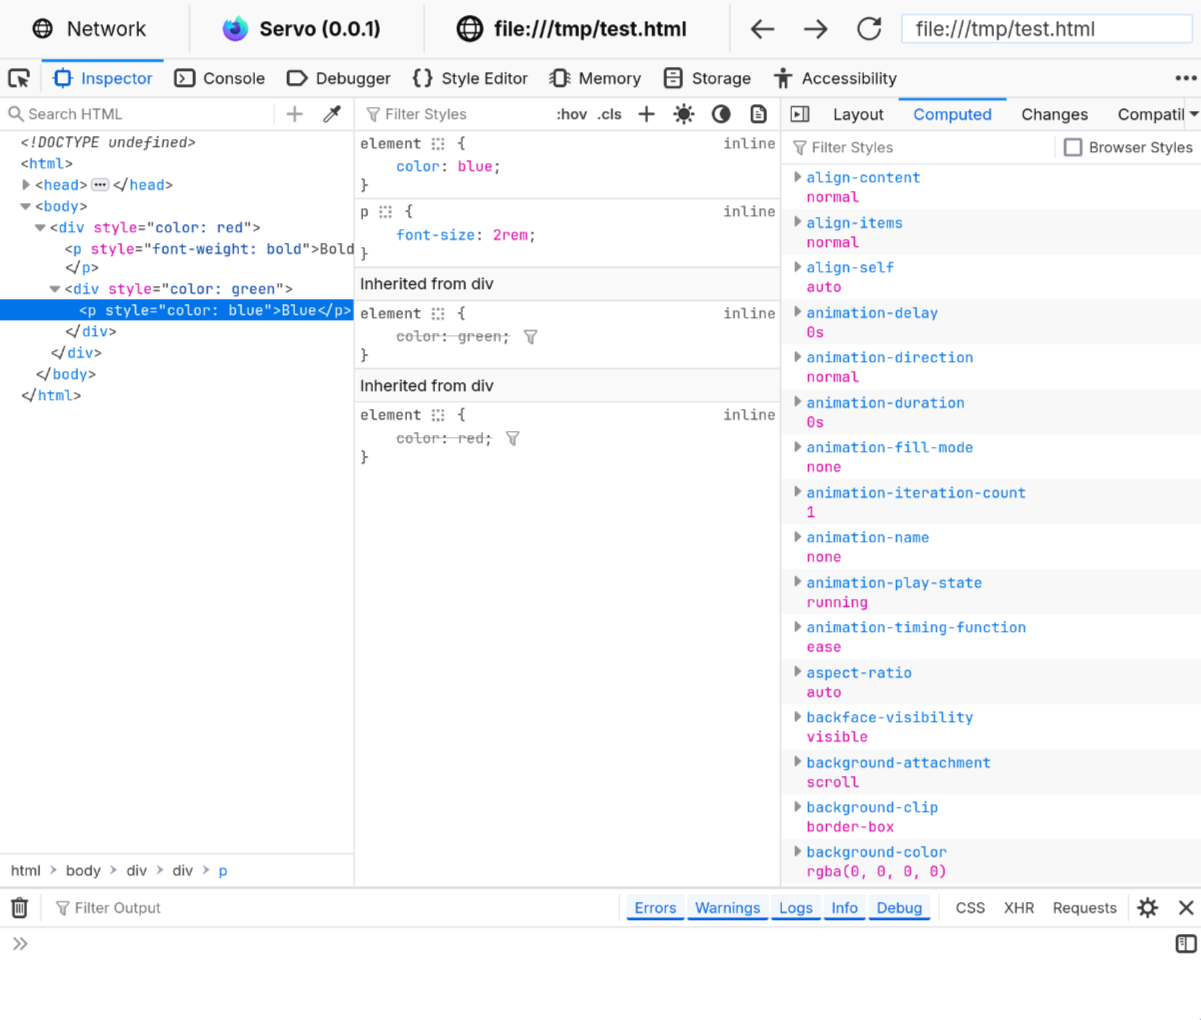 Network
Servo (0.0.1)
file:///tmp/test.html
file:///tmp/test.html
Inspector
Console
Debugger
Style Editor
Memory
Storage
Accessibility
Search HTML
<!DOCTYPE undefined>
<html>
<head> ••• </head>
<body>
<div style="color: red">
<p style="font-weight: bold">Bold
</p>
<div style="color: green">
<p style="color: blue">Blue</p>
</div>
</div>
</body>
</html>
html > body > div > div > p
Filter Styles
:hov .cls
element { inline
color: blue;
}
p { inline
font-size: 2rem;
}
Inherited from div
element { inline
color: green;
}
Inherited from div
element { inline
color: red;
}
Layout
Computed
Changes
Compatil
Filter Styles
Browser Styles
align-content
normal
align-items
normal
align-self
auto
animation-delay
0s
animation-direction
normal
animation-duration
0s
animation-fill-mode
none
animation-iteration-count
1
animation-name
none
animation-play-state
running
animation-timing-function
ease
aspect-ratio
auto
backface-visibility
visible
background-attachment
scroll
background-clip
border-box
background-color
rgba(0, 0, 0, 0)
Filter Output
Errors
Warnings
Logs
Info
Debug
CSS
XHR
Requests